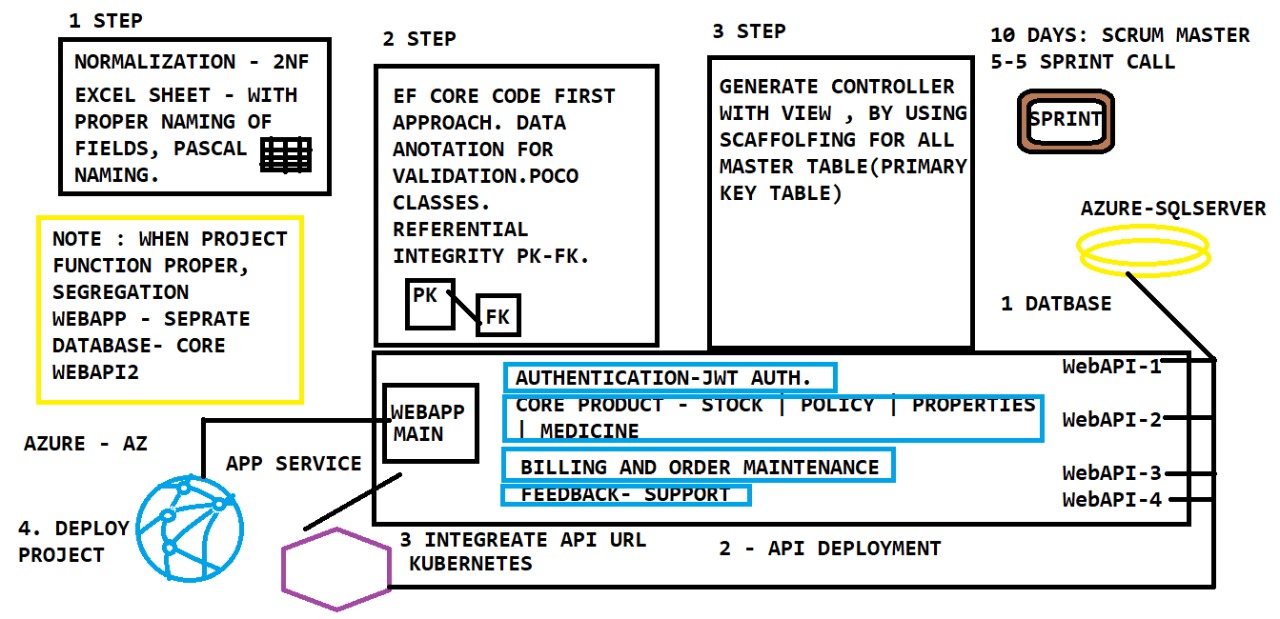 1 STEP
NORMALIZATION - 2NF
EXCEL SHEET - WITH
PROPER NAMING OF
FIELDS, PASCAL
NAMING.
2 STEP
EF CORE CODE FIRST
APPROACH. DATA
ANOTATION FOR
VALIDATION.POCO
CLASSES.
REFERENTIAL
INTEGRITY PK-FK.
PK
FK
3 STEP
GENERATE CONTROLLER
WITH VIEW , BY USING
SCAFFOLFING FOR ALL
MASTER TABLE(PRIMARY
KEY TABLE)
10 DAYS: SCRUM MASTER
5-5 SPRINT CALL
SPRINT
AZURE-SQLSERVER
1 DATBASE
NOTE : WHEN PROJECT
FUNCTION PROPER,
SEGREGATION
WEBAPP - SEPRATE
DATABASE- CORE
WEBAPI2
WEBAPP
MAIN
AUTHENTICATION-JWT AUTH.
CORE PRODUCT - STOCK | POLICY | PROPERTIES
| MEDICINE
BILLING AND ORDER MAINTENANCE
FEEDBACK- SUPPORT
WebAPI-1
WebAPI-2
WebAPI-3
WebAPI-4
AZURE - AZ
APP SERVICE
4. DEPLOY
PROJECT
3 INTEGREATE API URL
KUBERNETES
2 - API DEPLOYMENT